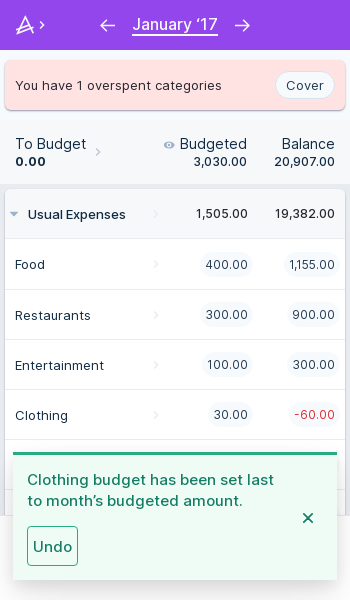 January ‘17
You have 1 overspent categories Cover
To Budget Budgeted Balance
0.00 3,030.00 20,907.00
Usual Expenses 1,505.00 19,382.00
Food 400.00 1,155.00
Restaurants 300.00 900.00
Entertainment 100.00 300.00
Clothing 30.00 -60.00
Clothing budget has been set last
to month’s budgeted amount.
Undo